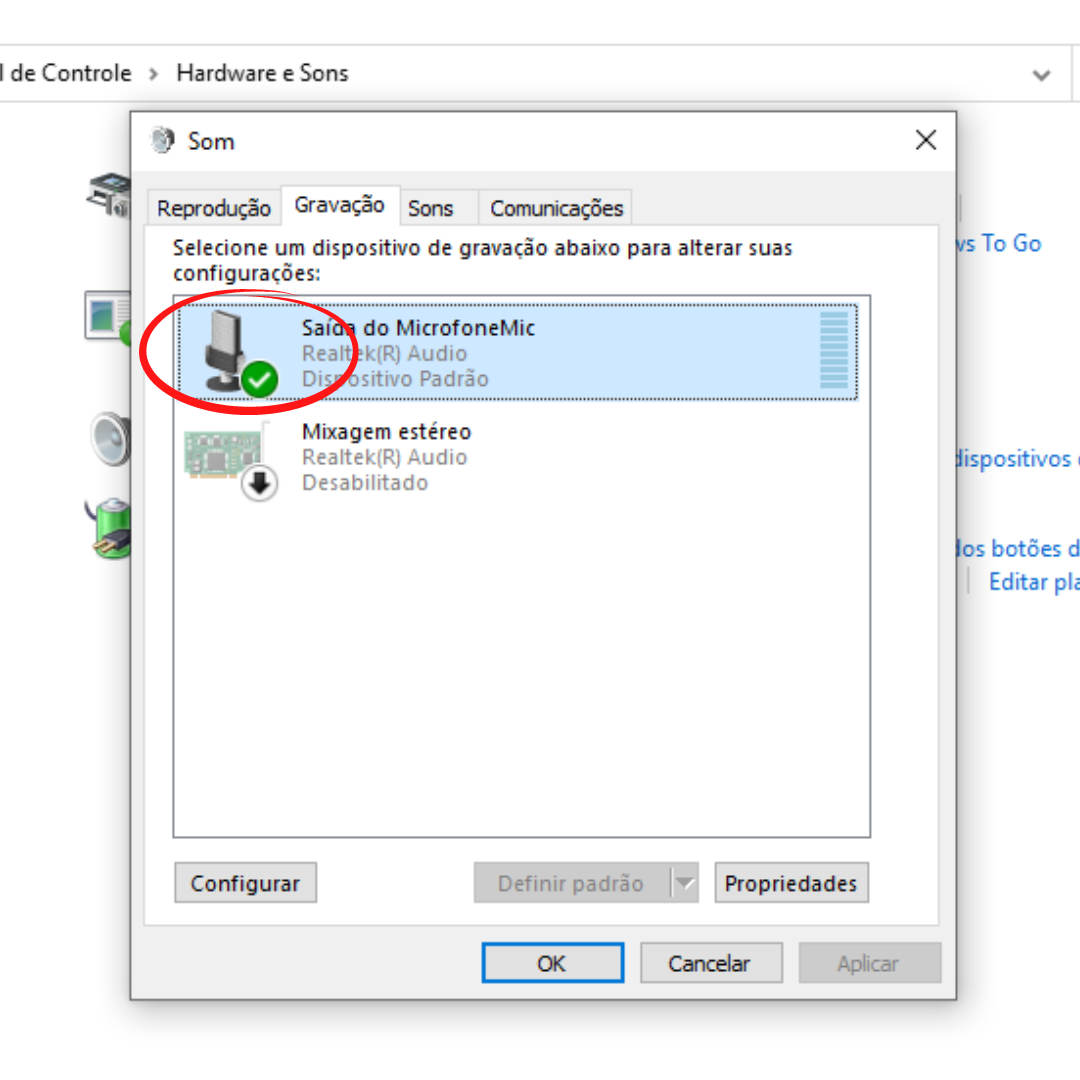 l de Controle > Hardware e Sons
Som
Reprodução Gravação Sons Comunicações
Selecione um dispositivo de gravação abaixo para alterar suas
configurações:
Saída do MicrofoneMic
Realtek(R) Audio
Dispositivo Padrão
Mixagem estéreo
Realtek(R) Audio
Desabilitado
Configurar Definir padrão Propriedades
OK Cancelar Aplicar
ws To Go
dispositivos
dos botões d
Editar pla